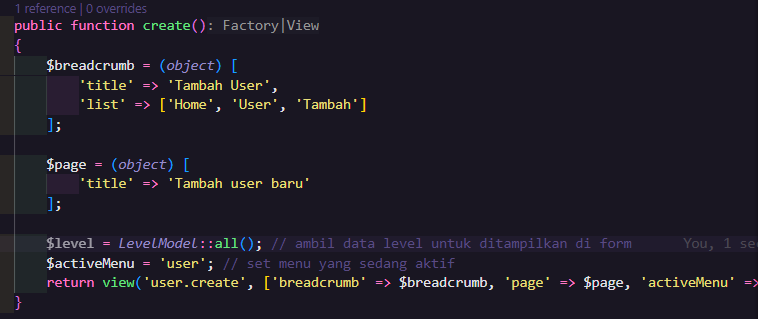 1 reference | 0 overrides
public function create(): Factory|View
{
    $breadcrumb = (object) [
        'title' => 'Tambah User',
        'list' => ['Home', 'User', 'Tambah']
    ];

    $page = (object) [
        'title' => 'Tambah user baru'
    ];

    $level = LevelModel::all(); // ambil data level untuk ditampilkan di form You, 1 sec
    $activeMenu = 'user'; // set menu yang sedang aktif
    return view('user.create', ['breadcrumb' => $breadcrumb, 'page' => $page, 'activeMenu' =>
}